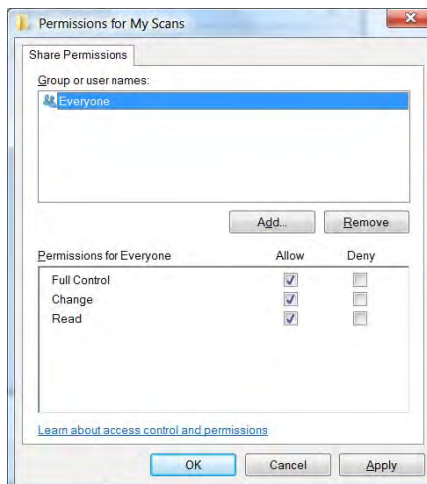 Permissions for My Scans
Share Permissions
Group or user names:
Everyone
Add... Remove
Permissions for Everyone Allow Deny
Full Control
Change
Read
Learn about access control and permissions
OK Cancel Apply